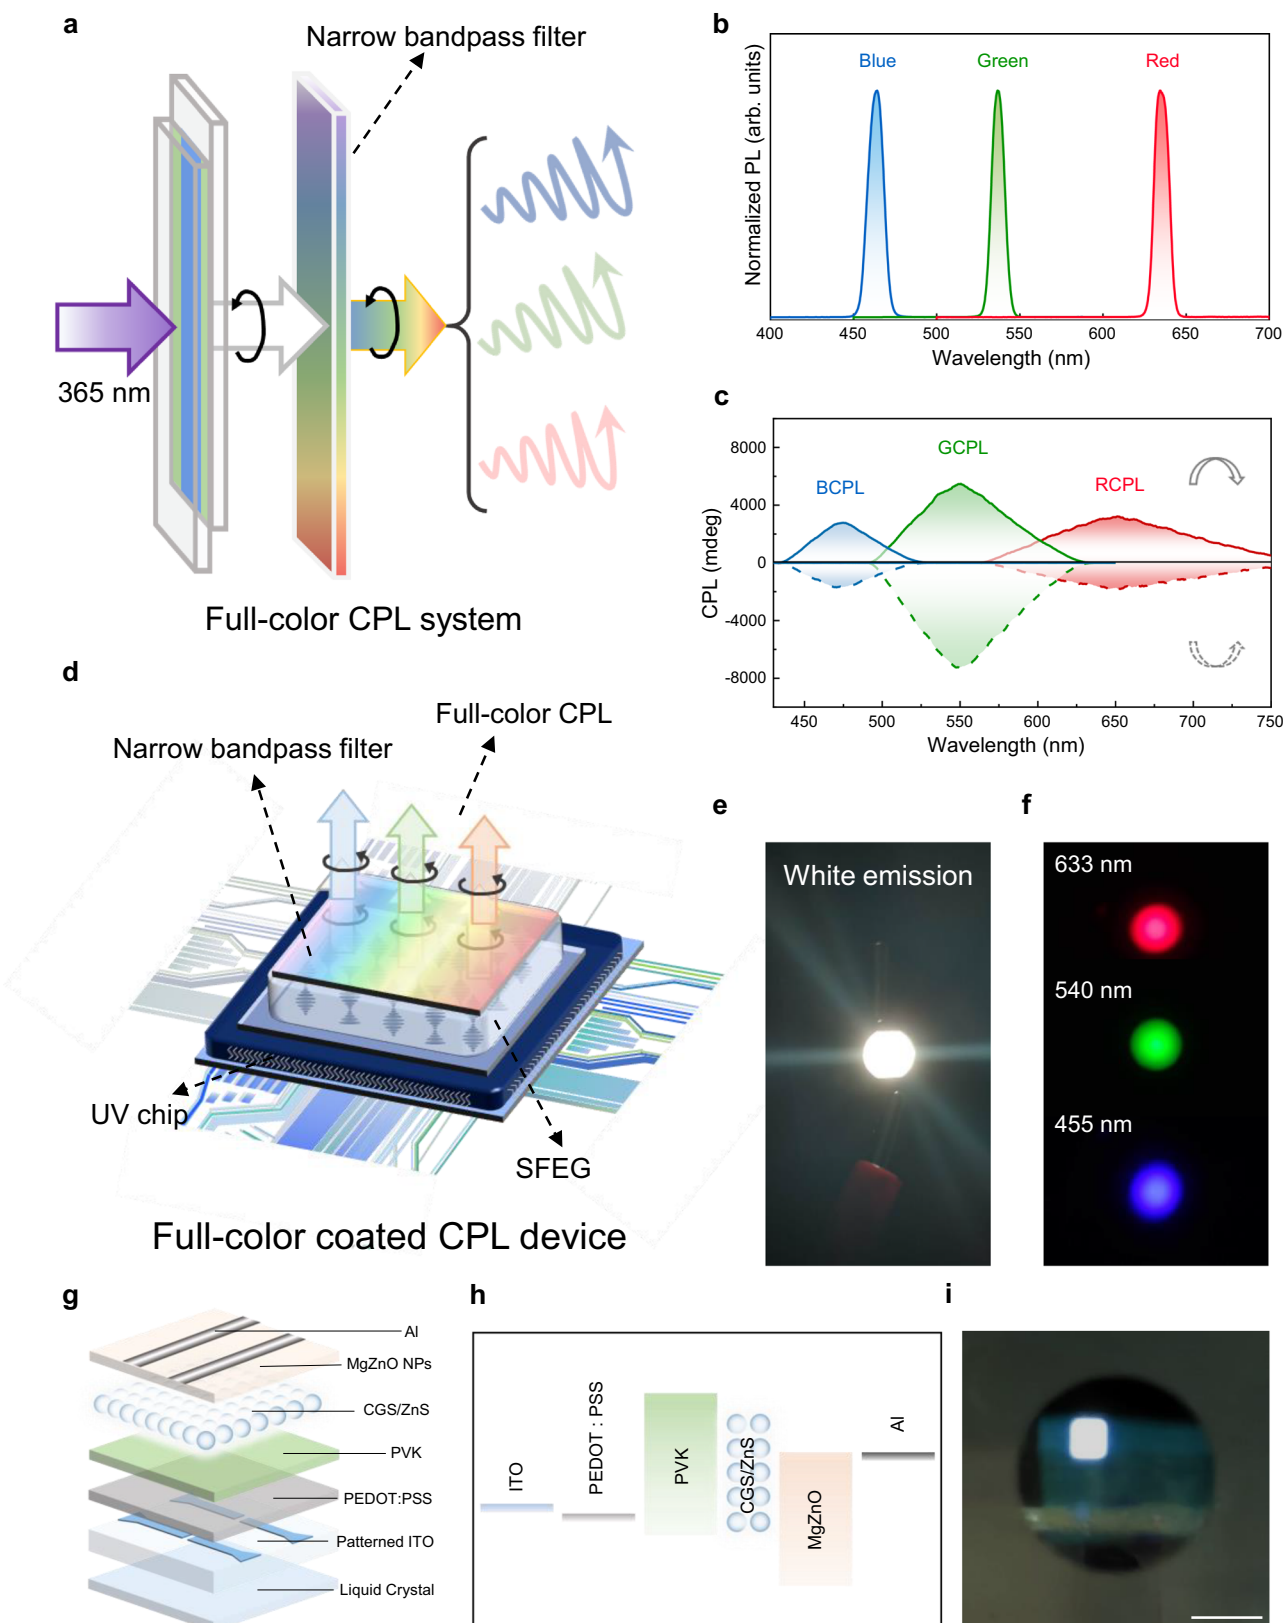 a
Narrow bandpass filter
365 nm
Full-color CPL system
b
Normalized PL (arb. units)
Blue
Green
Red
400
450
500
550
600
650
700
Wavelength (nm)
c
CPL (mdeg)
8000
4000
0
-4000
-8000
BCPL
GCPL
RCPL
450
500
550
600
650
700
750
Wavelength (nm)
d
Full-color CPL
Narrow bandpass filter
UV chip
SFEG
Full-color coated CPL device
e
White emission
f
633 nm
540 nm
455 nm
g
Al
MgZnO NPs
CGS/ZnS
PVK
PEDOT:PSS
Patterned ITO
Liquid Crystal
h
ITO
PEDOT : PSS
PVK
CGS/ZnS
MgZnO
Al
i